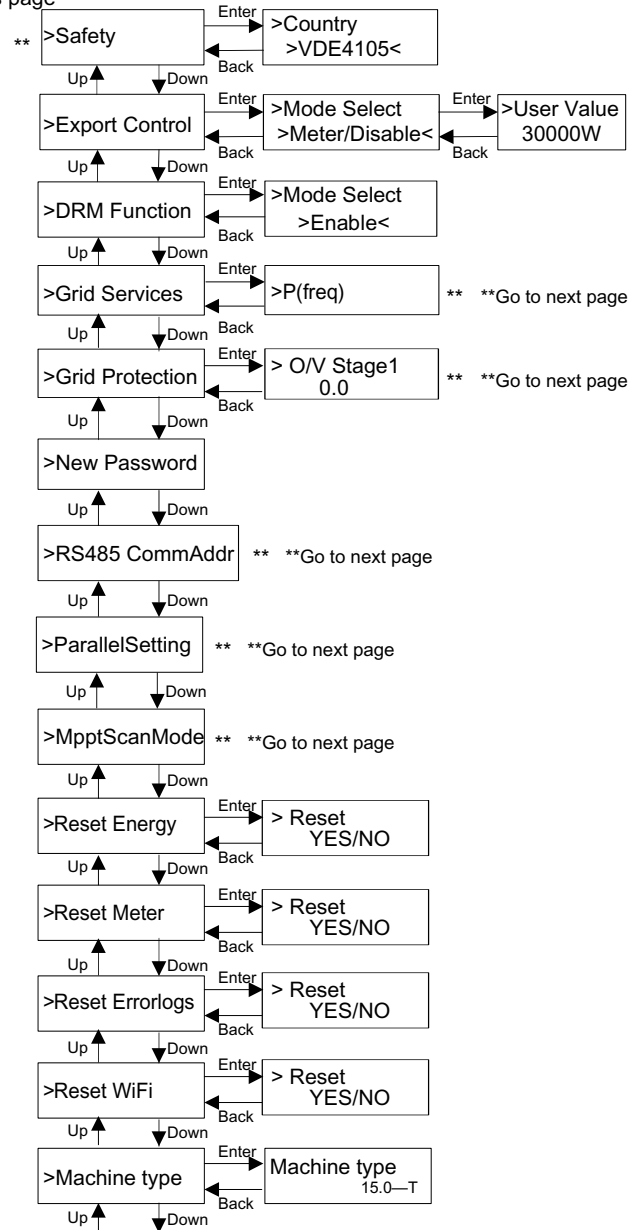 page
Enter
** >Safety >Country
>VDE4105<
Back
Up Down
Enter Enter
>Export Control >Mode Select >User Value
>Meter/Disable< 30000W
Back Back
Up Down
Enter
>DRM Function >Mode Select
>Enable<
Back
Up Down
Enter
>Grid Services >P(freq) ** **Go to next page
Back
Up Down
Enter
>Grid Protection > O/V Stage1 ** **Go to next page
0.0
Back
Up Down
>New Password
Up Down
>RS485 CommAddr ** **Go to next page
Up Down
>ParallelSetting ** **Go to next page
Up Down
>MpptScanMode ** **Go to next page
Up Down
Enter
>Reset Energy > Reset
YES/NO
Back
Up Down
Enter
>Reset Meter > Reset
YES/NO
Back
Up Down
Enter
>Reset Errorlogs > Reset
YES/NO
Back
Up Down
Enter
>Reset WiFi > Reset
YES/NO
Back
Up Down
Enter
>Machine type Machine type
15.0—T
Back
Up Down